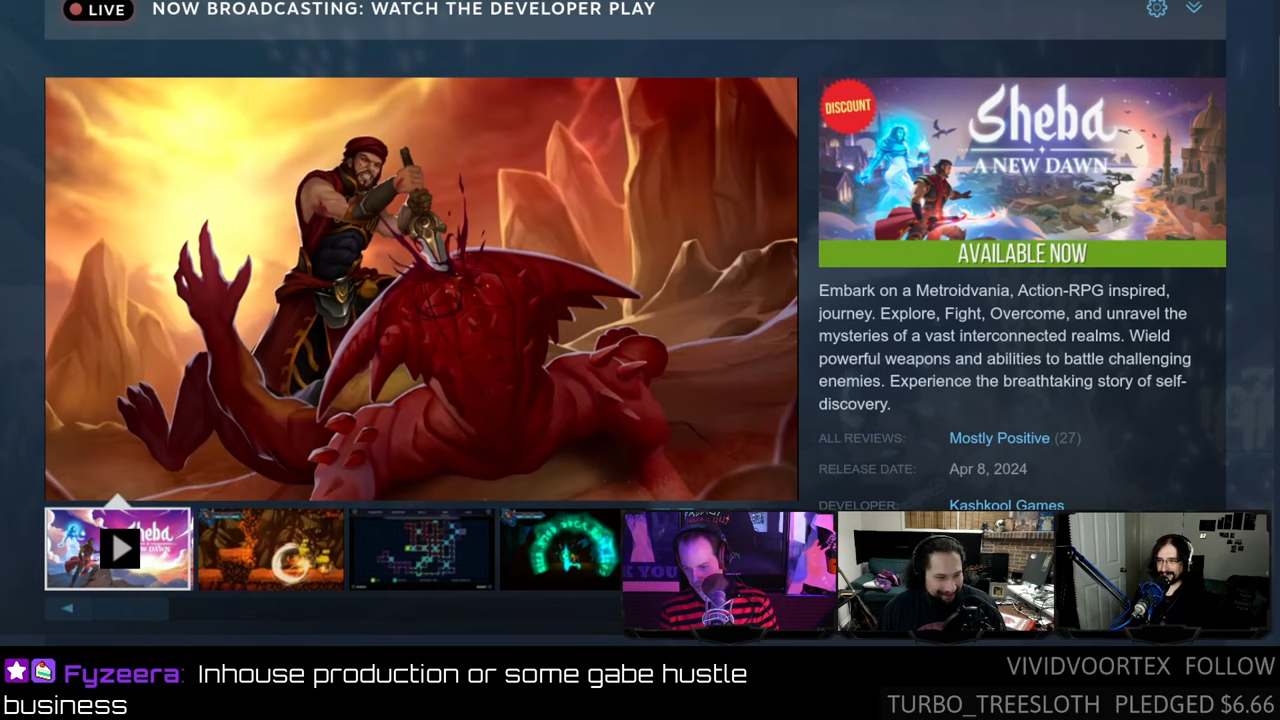 LIVE NOW BROADCASTING: WATCH THE DEVELOPER PLAY
DISCOUNT
Sheba
A NEW DAWN
AVAILABLE NOW
Embark on a Metroidvania, Action-RPG inspired,
journey. Explore, Fight, Overcome, and unravel the
mysteries of a vast interconnected realms. Wield
powerful weapons and abilities to battle challenging
enemies. Experience the breathtaking story of self-
discovery.
ALL REVIEWS: Mostly Positive (27)
RELEASE DATE: Apr 8, 2024
DEVELOPER: Kashkool Games
Fyzeera: Inhouse production or some gabe hustle
business
VIVIDVOORTEX FOLLOW
TURBO_TREESLOTH PLEDGED $6.66